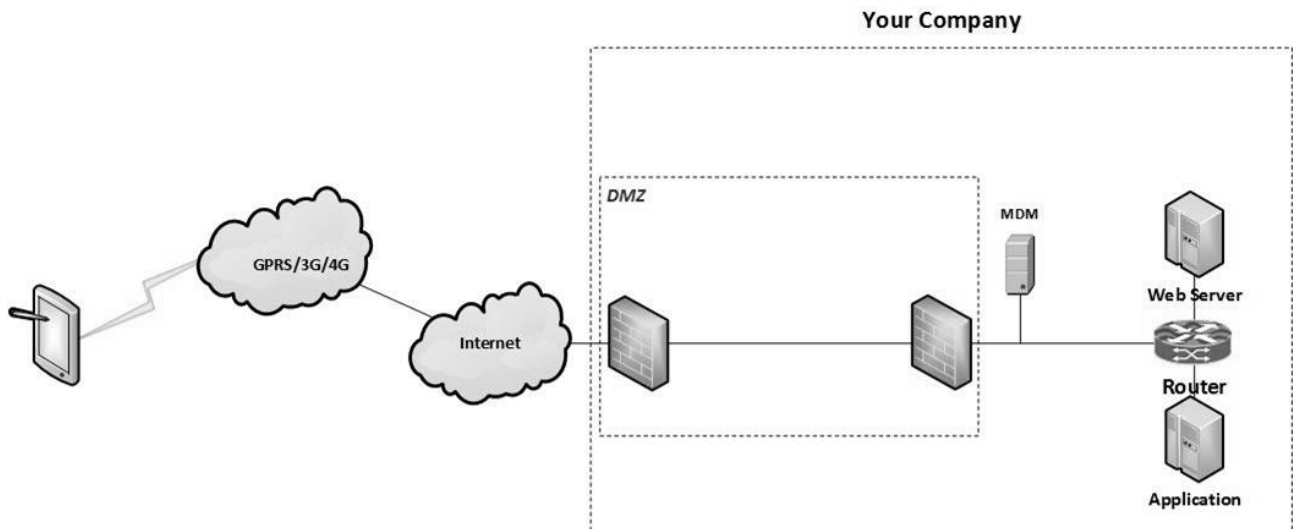 Your Company
DMZ
MDM
GPRS/3G/4G
Web Server
Internet
Router
Application